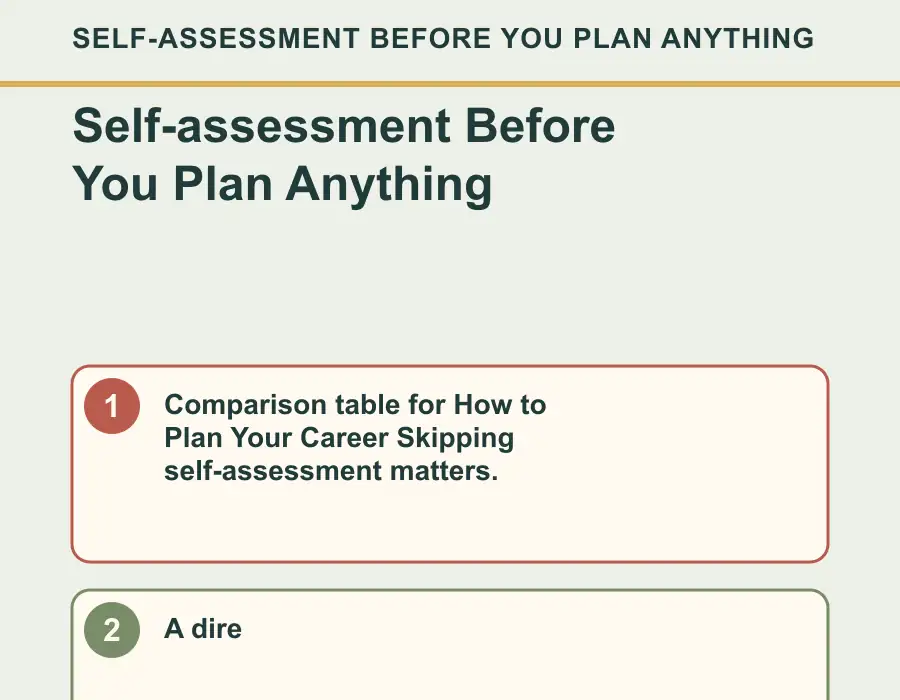 SELF-ASSESSMENT BEFORE YOU PLAN ANYTHING
Self-assessment Before
You Plan Anything
1
Comparison table for How to
Plan Your Career Skipping
self-assessment matters.
2
A dire